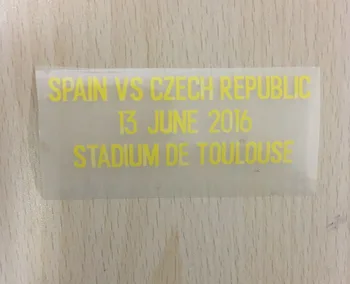 SPAIN VS CZECH REPUBLIC
13 JUNE 2016
STADIUM DE TOULOUSE